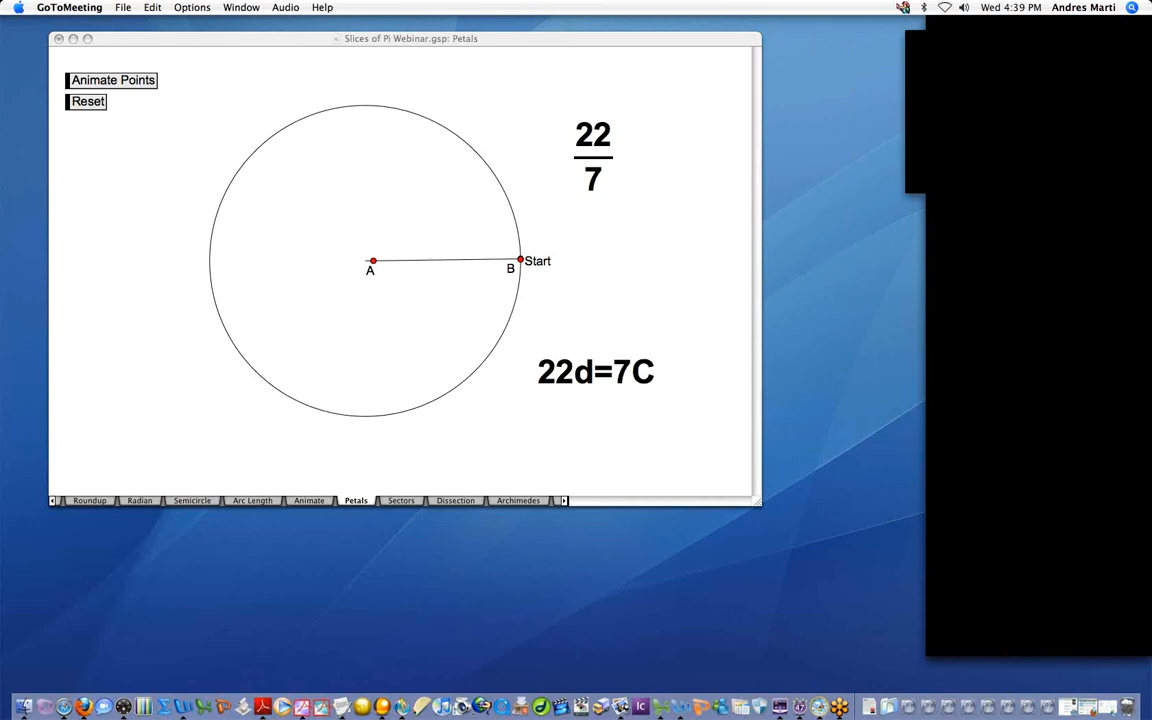 GoToMeeting File Edit Options Window Audio Help Wed 4:39 PM Andres Marti
Slices of Pi Webinar.gsp: Petals
Animate Points
Reset
22
7
A
B
Start
22d=7C
Roundup Radian Semicircle Arc Length Animate Petals Sectors Dissection Archimedes
IC